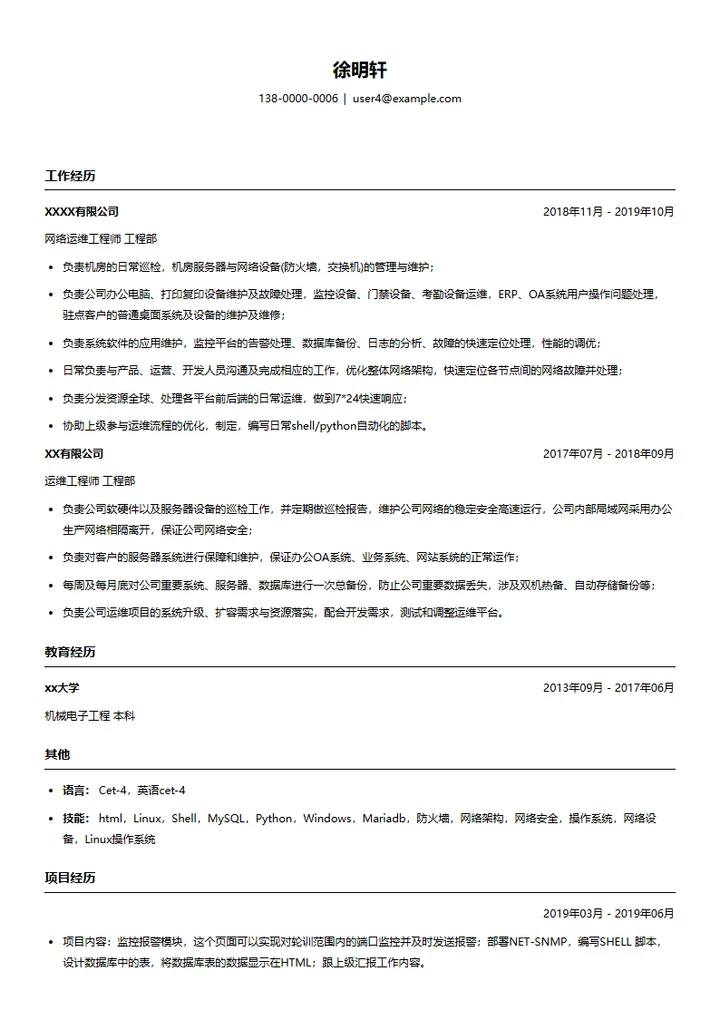 徐明轩
138-0000-0006 | user4@example.com
工作经历
XXXX有限公司 2018年11月 - 2019年10月
网络运维工程师 工程部
• 负责机房的日常巡检，机房服务器与网络设备(防火墙，交换机)的管理与维护；
• 负责公司办公电脑、打印复印设备维护及故障处理，监控设备、门禁设备、考勤设备运维，ERP、OA系统用户操作问题处理，
驻点客户的普通桌面系统及设备的维护及维修；
• 负责系统软件的应用维护，监控平台的告警处理、数据库备份、日志的分析、故障的快速定位处理，性能的调优；
• 日常负责与产品、运营、开发人员沟通及完成相应的工作，优化整体网络架构，快速定位各节点间的网络故障并处理；
• 负责分发资源全球、处理各平台前后端的日常运维，做到7*24快速响应；
• 协助上级参与运维流程的优化，制定，编写日常shell/python自动化的脚本。
XX有限公司 2017年07月 - 2018年09月
运维工程师 工程部
• 负责公司软硬件以及服务器设备的巡检工作，并定期做巡检报告，维护公司网络的稳定安全高速运行，公司内部局域网采用办公
生产网络相隔离开，保证公司网络安全；
• 负责对客户的服务器系统进行保障和维护，保证办公OA系统、业务系统、网站系统的正常运作；
• 每周及每月底对公司重要系统、服务器、数据库进行一次总备份，防止公司重要数据丢失，涉及双机热备、自动存储备份等；
• 负责公司运维项目的系统升级、扩容需求与资源落实，配合开发需求，测试和调整运维平台。
教育经历
xx大学 2013年09月 - 2017年06月
机械电子工程 本科
其他
• 语言： Cet-4，英语cet-4
• 技能： html，Linux，Shell，MySQL，Python，Windows，Mariadb，防火墙，网络架构，网络安全，操作系统，网络设
备，Linux操作系统
项目经历
2019年03月 - 2019年06月
• 项目内容：监控报警模块，这个页面可以实现对轮训范围内的端口监控并及时发送报警；部署NET-SNMP，编写SHELL 脚本，
设计数据库中的表，将数据库表的数据显示在HTML；跟上级汇报工作内容。